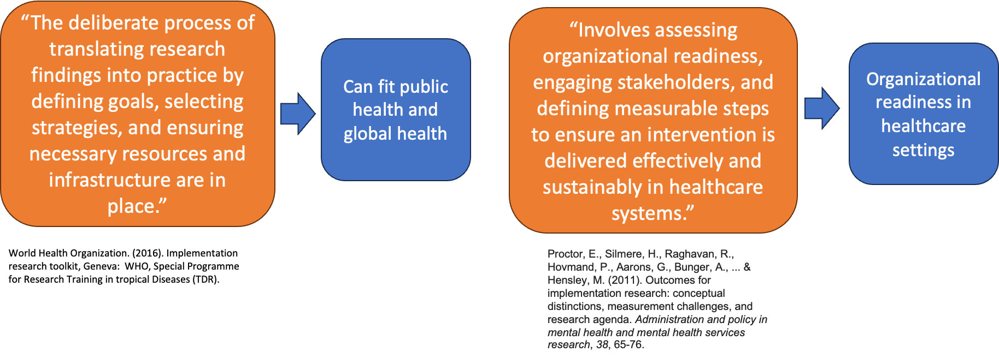 “The deliberate process of
translating research
findings into practice by
defining goals, selecting
strategies, and ensuring
necessary resources and
infrastructure are in
place.”
Can fit public
health and
global health
World Health Organization. (2016). Implementation
research toolkit, Geneva:  WHO, Special Programme
for Research Training in tropical Diseases (TDR).
“Involves assessing
organizational readiness,
engaging stakeholders, and
defining measurable steps
to ensure an intervention is
delivered effectively and
sustainably in healthcare
systems.”
Organizational
readiness in
healthcare
settings
Proctor, E., Silmere, H., Raghavan, R.,
Hovmand, P., Aarons, G., Bunger, A., ... &
Hensley, M. (2011). Outcomes for
implementation research: conceptual
distinctions, measurement challenges, and
research agenda. Administration and policy in
mental health and mental health services
research, 38, 65-76.